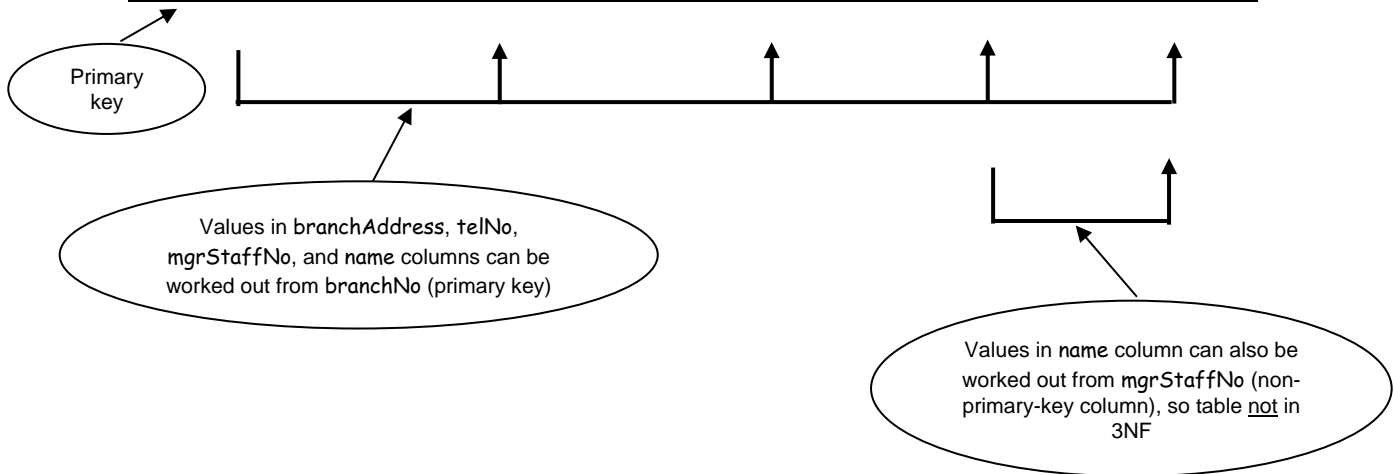 Primary
key
Values in branchAddress, telNo,
mgrStaffNo, and name columns can be
worked out from branchNo (primary key)
Values in name column can also be
worked out from mgrStaffNo (non-
primary-key column), so table not in
3NF